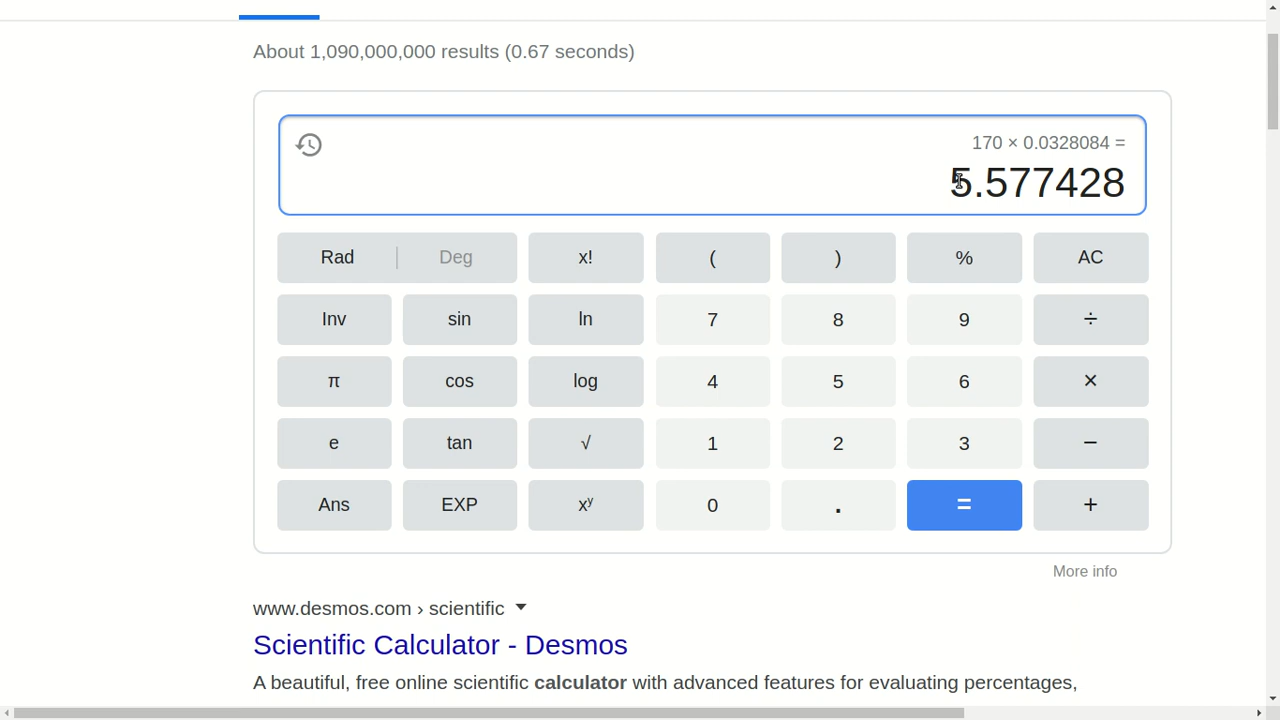 About 1,090,000,000 results (0.67 seconds)
170 × 0.0328084 =
5.577428
Rad Deg x! ( ) % AC
Inv sin ln 7 8 9 ÷
π cos log 4 5 6 ×
e tan √ 1 2 3 −
Ans EXP xʸ 0 . = +
More info
www.desmos.com › scientific
Scientific Calculator - Desmos
A beautiful, free online scientific calculator with advanced features for evaluating percentages,